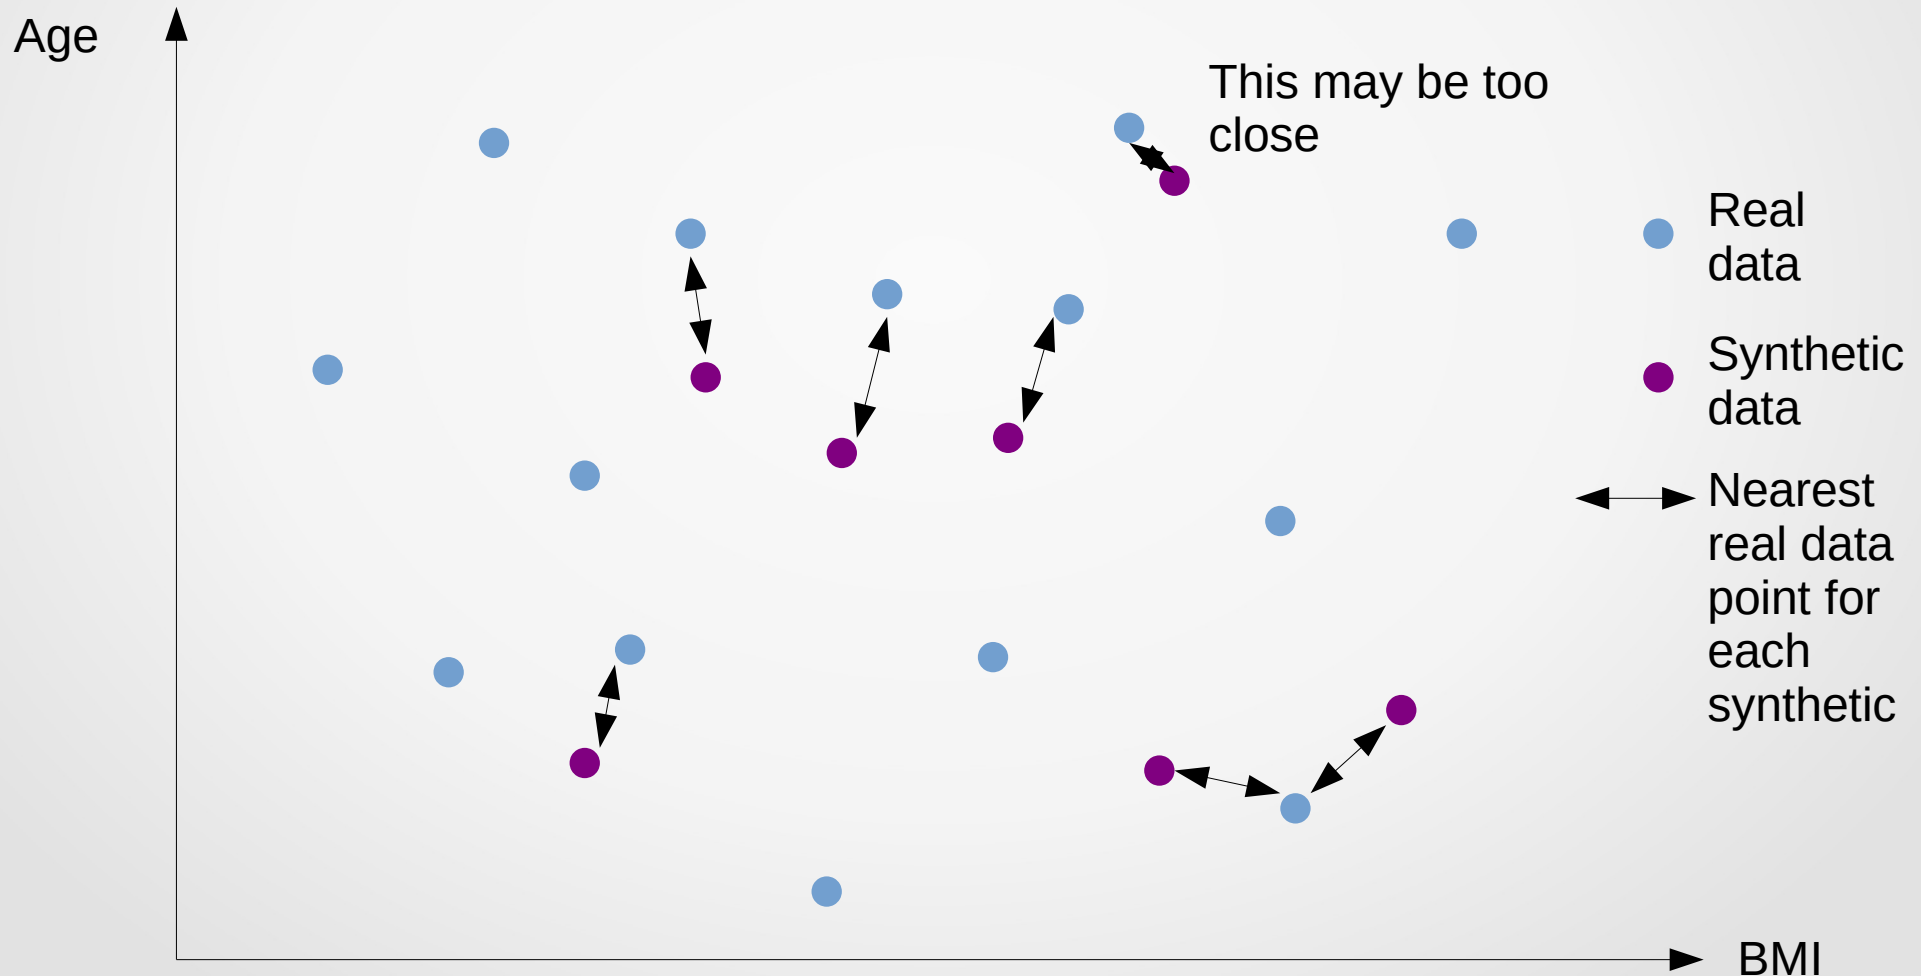 Age
This may be too
close
Real
data
Synthetic
data
Nearest
real data
point for
each
synthetic
BMI